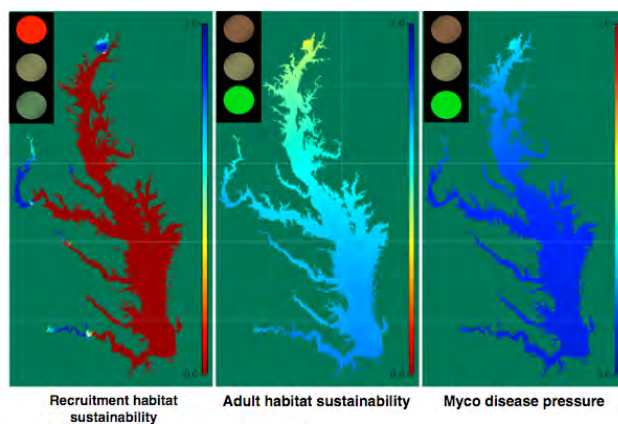 Recruitment habitat
sustainability
Adult habitat sustainability
Myco disease pressure